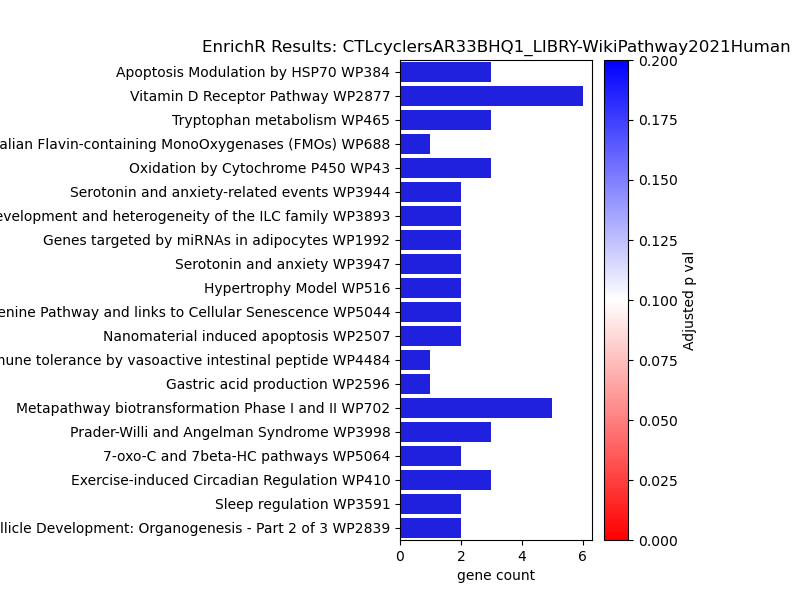 EnrichR Results: CTLcyclersAR33BHQ1_LIBRY-WikiPathway2021Human
Apoptosis Modulation by HSP70 WP384
Vitamin D Receptor Pathway WP2877
Tryptophan metabolism WP465
alian Flavin-containing MonoOxygenases (FMOs) WP688
Oxidation by Cytochrome P450 WP43
Serotonin and anxiety-related events WP3944
evelopment and heterogeneity of the ILC family WP3893
Genes targeted by miRNAs in adipocytes WP1992
Serotonin and anxiety WP3947
Hypertrophy Model WP516
enine Pathway and links to Cellular Senescence WP5044
Nanomaterial induced apoptosis WP2507
nune tolerance by vasoactive intestinal peptide WP4484
Gastric acid production WP2596
Metapathway biotransformation Phase I and II WP702
Prader-Willi and Angelman Syndrome WP3998
7-oxo-C and 7beta-HC pathways WP5064
Exercise-induced Circadian Regulation WP410
Sleep regulation WP3591
llicle Development: Organogenesis - Part 2 of 3 WP2839
0 2 4 6
gene count
0.200
0.175
0.150
0.125
0.100
0.075
0.050
0.025
0.000
Adjusted p val